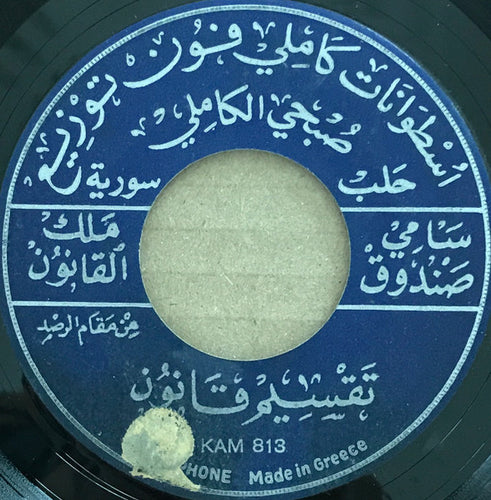 اسطوانات كاملي فون توزيع
صبحي الكاملي
حلب سورية
سامي صندوق
ملك القانون
من مقام الرصد
تقسيم قانون
KAM 813
PHONE Made in Greece